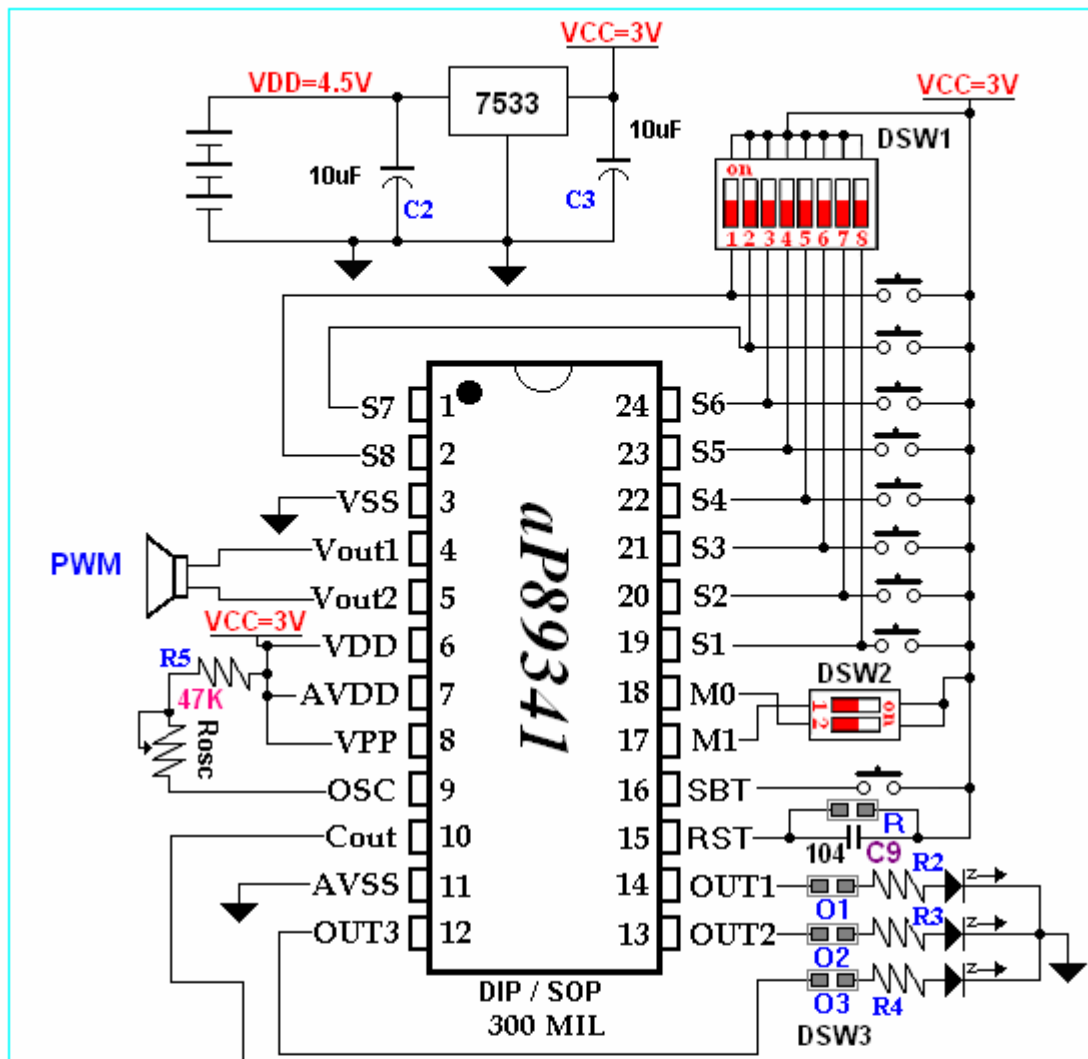 VCC=3V
VDD=4.5V
7533
10uF
C2
10uF
C3
VCC=3V
DSW1
on
1 2 3 4 5 6 7 8
S7 1
S8 2
VSS 3
Vout1 4
Vout2 5
VDD 6
AVDD 7
VPP 8
OSC 9
Cout 10
AVSS 11
OUT3 12
PWM
VCC=3V
R5
47K
Rosc
aP89341
24 S6
23 S5
22 S4
21 S3
20 S2
19 S1
18 M0
17 M1
16 SBT
15 RST
14 OUT1
13 OUT2
DSW2
1
2
on
R
104
C9
R2
O1
R3
O2
R4
O3
DSW3
DIP / SOP
300 MIL